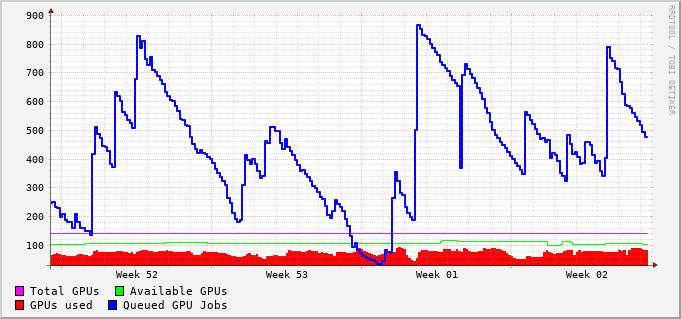 900
800
700
600
500
400
300
200
100
Week 52 Week 53 Week 01 Week 02
Total GPUs Available GPUs
GPUs used Queued GPU Jobs
RRDTOOL / TOBI OETIKER